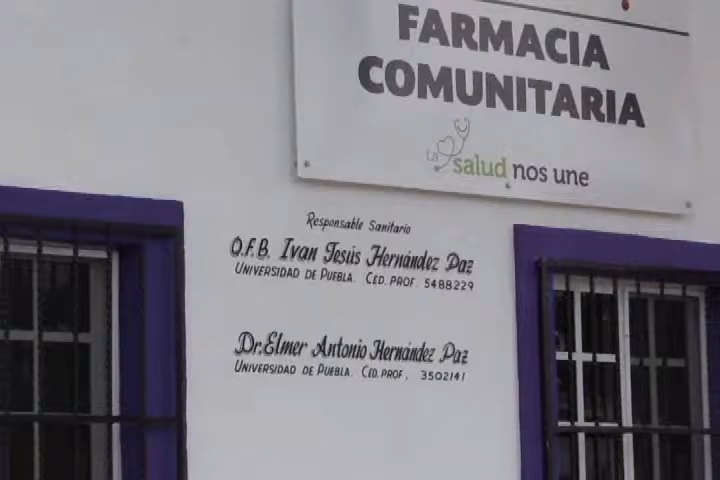 FARMACIA
COMUNITARIA
La salud nos une
Responsable Sanitario
Q.F.B. Ivan Jesús Hernández Paz
UNIVERSIDAD DE PUEBLA. CED. PROF. 5488229
Dr. Elmer Antonio Hernández Paz
UNIVERSIDAD DE PUEBLA. CED. PROF. 3502141